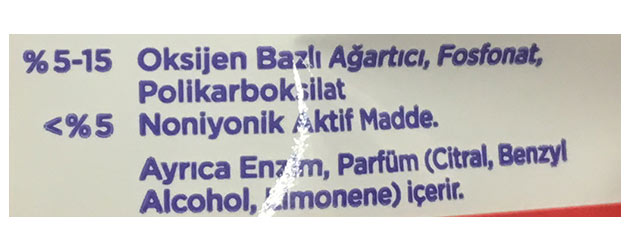 %5-15 Oksijen Bazlı Ağartıcı, Fosfonat,
Polikarboksilat
<%5 Noniyonik Aktif Madde.
Ayrıca Enzim, Parfüm (Citral, Benzyl
Alcohol, Limonene) içerir.